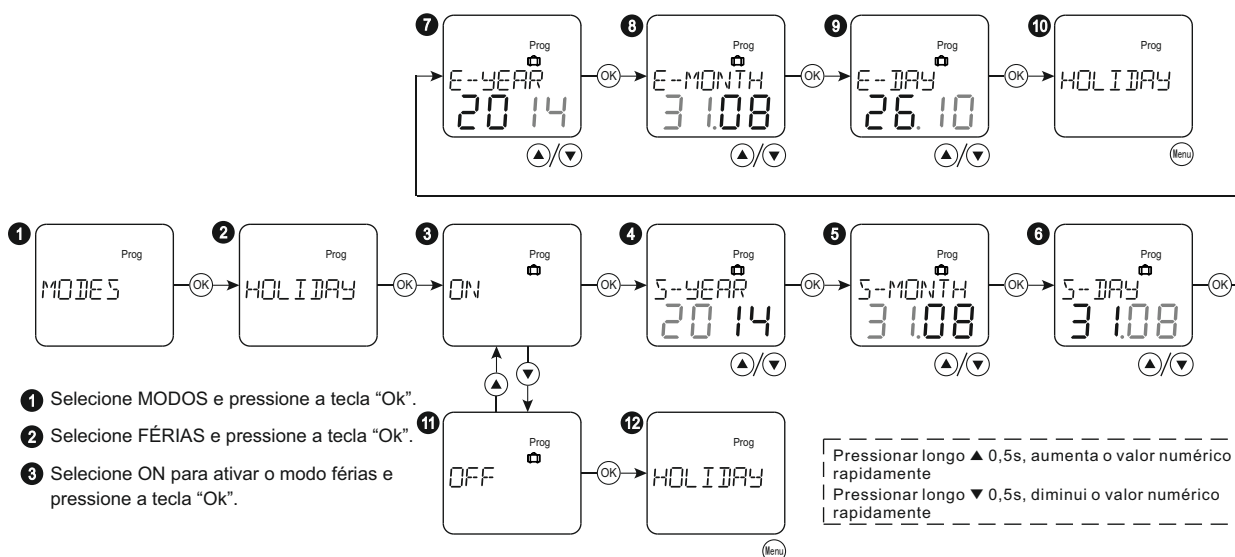 7 8 9 10
Prog Prog Prog Prog
E-YEAR OK E-MONTH OK E-DAY OK HOLIDAY
20 14 31.08 26.10
▲/▼ ▲/▼ ▲/▼ Menu
1 2 3 4 5 6
Prog Prog Prog Prog Prog Prog
MODES OK HOLIDAY OK ON OK S-YEAR OK S-MONTH OK S-DAY OK
20 14 31.08 31.08
▲ ▼ ▲/▼ ▲/▼ ▲/▼
1 Selecione MODOS e pressione a tecla “Ok”.
2 Selecione FÉRIAS e pressione a tecla “Ok”.
3 Selecione ON para ativar o modo férias e
pressione a tecla “Ok”.
11 12
Prog Prog
OFF OK HOLIDAY
Menu
Pressionar longo ▲ 0,5s, aumenta o valor numérico
rapidamente
Pressionar longo ▼ 0,5s, diminui o valor numérico
rapidamente